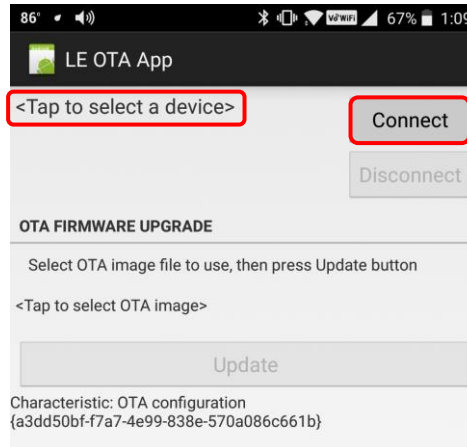 86° 67% 1:09
LE OTA App
<Tap to select a device>
Connect
Disconnect
OTA FIRMWARE UPGRADE
Select OTA image file to use, then press Update button
<Tap to select OTA image>
Update
Characteristic: OTA configuration
{a3dd50bf-f7a7-4e99-838e-570a086c661b}